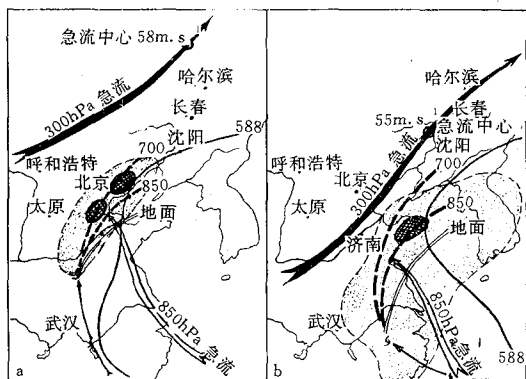 急流中心 58m.s
哈尔滨
300hPa 急流
长春
沈阳
588
700
呼和浩特
北京
850
太原
地面
武汉
850hPa 急流
a
哈尔滨
55m.s
长春
急流中心
沈阳
呼和浩特
300hPa 急流
700
北京
太原
850
济南
地面
武汉
850hPa 急流
588
b